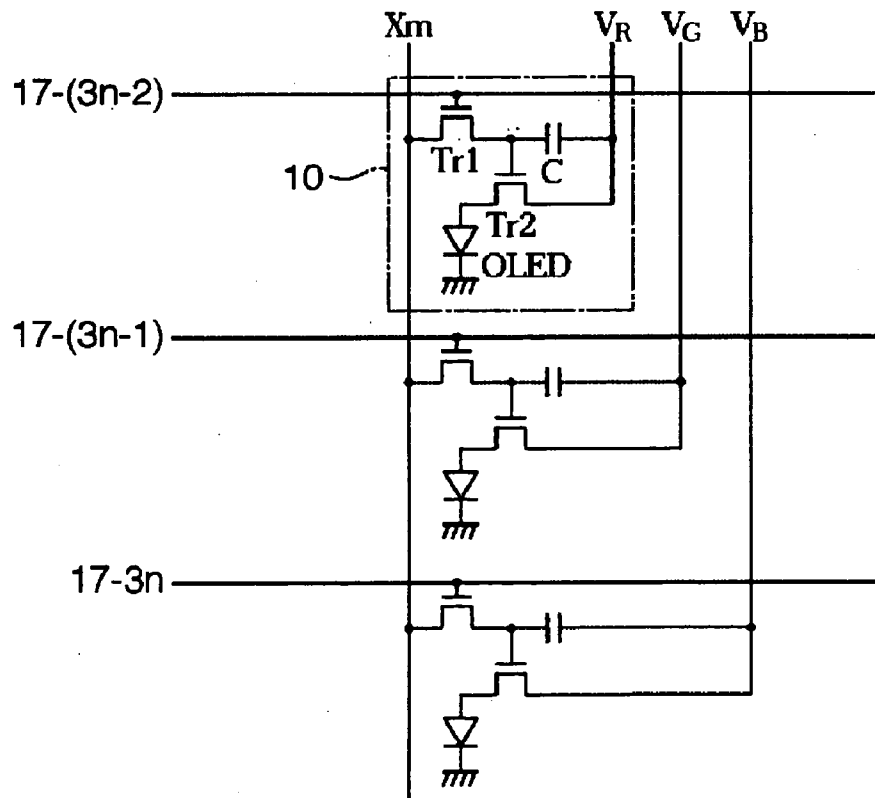 Xm V_R V_G V_B
17-(3n-2)
Tr1 C
10
Tr2
OLED
17-(3n-1)
17-3n